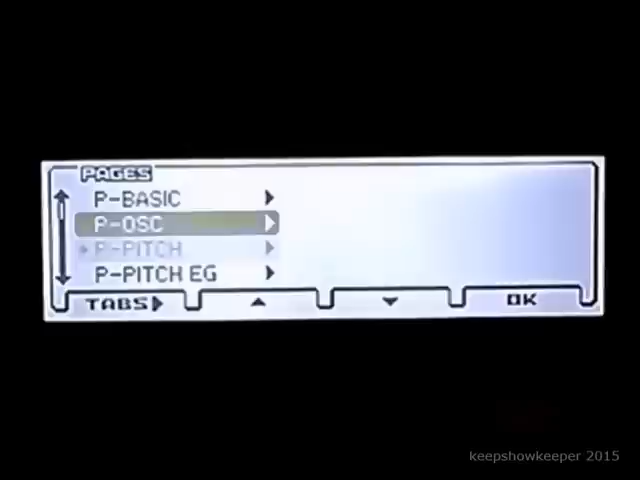 PAGES
P-BASIC
P-OSC
P-PITCH
P-PITCH EG
TABS OK
keepshowkeeper 2015